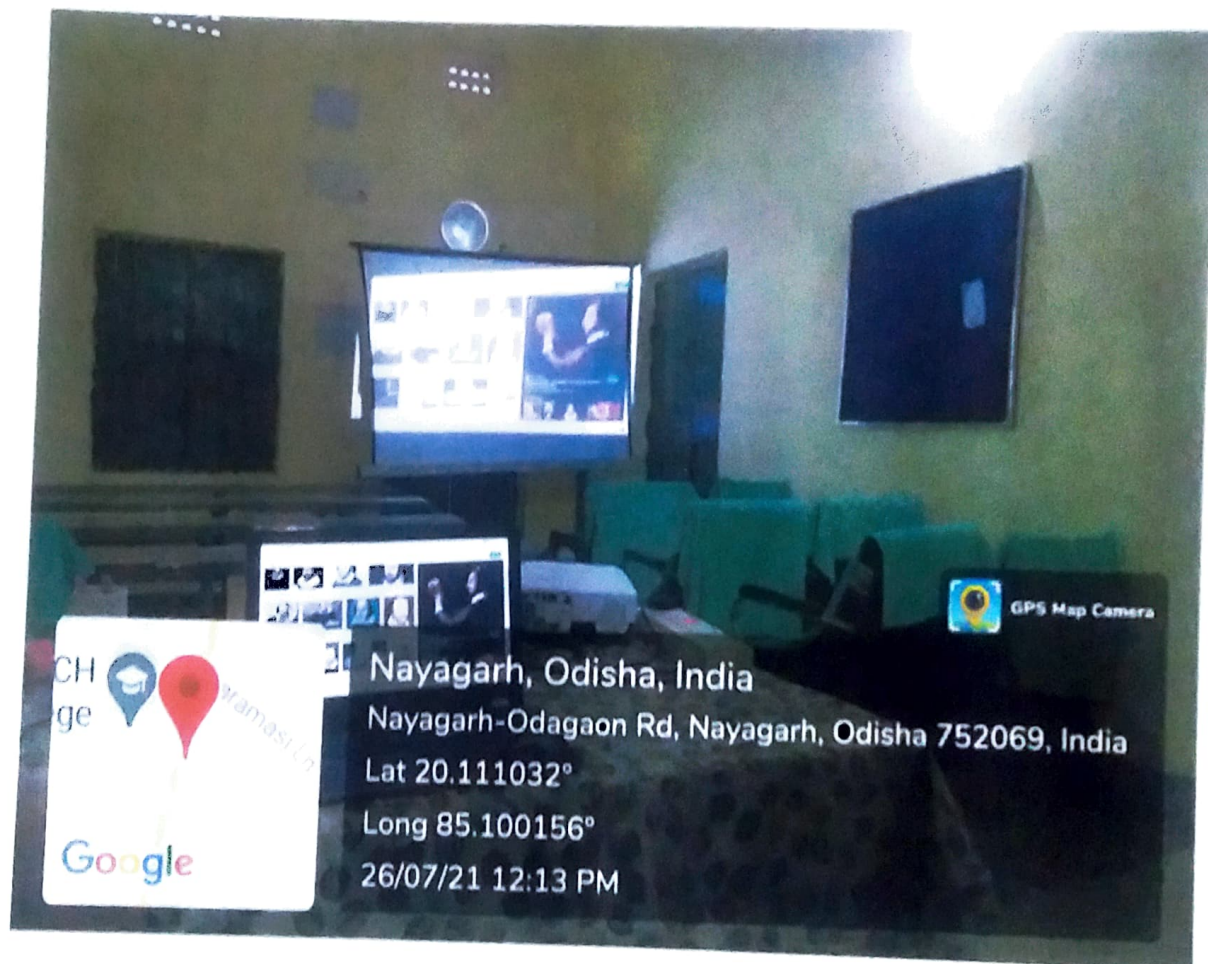 GPS Map Camera
CH
ge
Google
Nayagarh, Odisha, India
Nayagarh-Odagaon Rd, Nayagarh, Odisha 752069, India
Lat 20.111032°
Long 85.100156°
26/07/21 12:13 PM